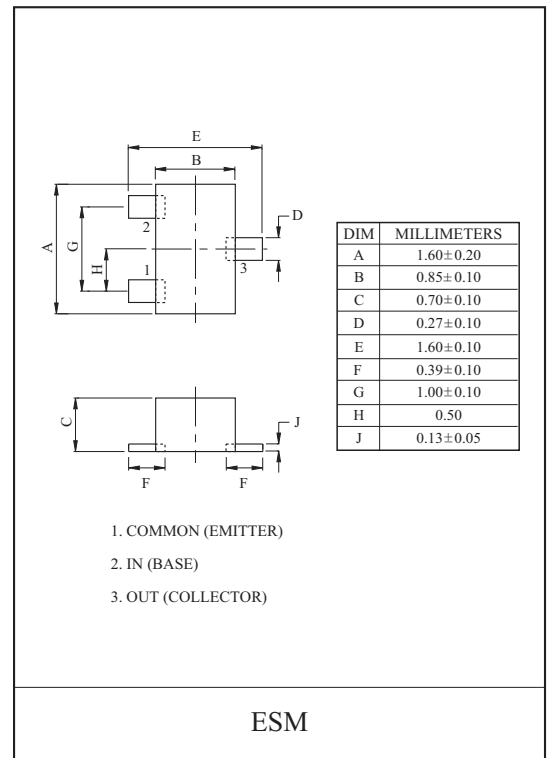 E
B
A
G
H
2
1
3
D
DIM MILLIMETERS
A 1.60±0.20
B 0.85±0.10
C 0.70±0.10
D 0.27±0.10
E 1.60±0.10
F 0.39±0.10
G 1.00±0.10
H 0.50
J 0.13±0.05
C
J
F F
1. COMMON (EMITTER)
2. IN (BASE)
3. OUT (COLLECTOR)
ESM